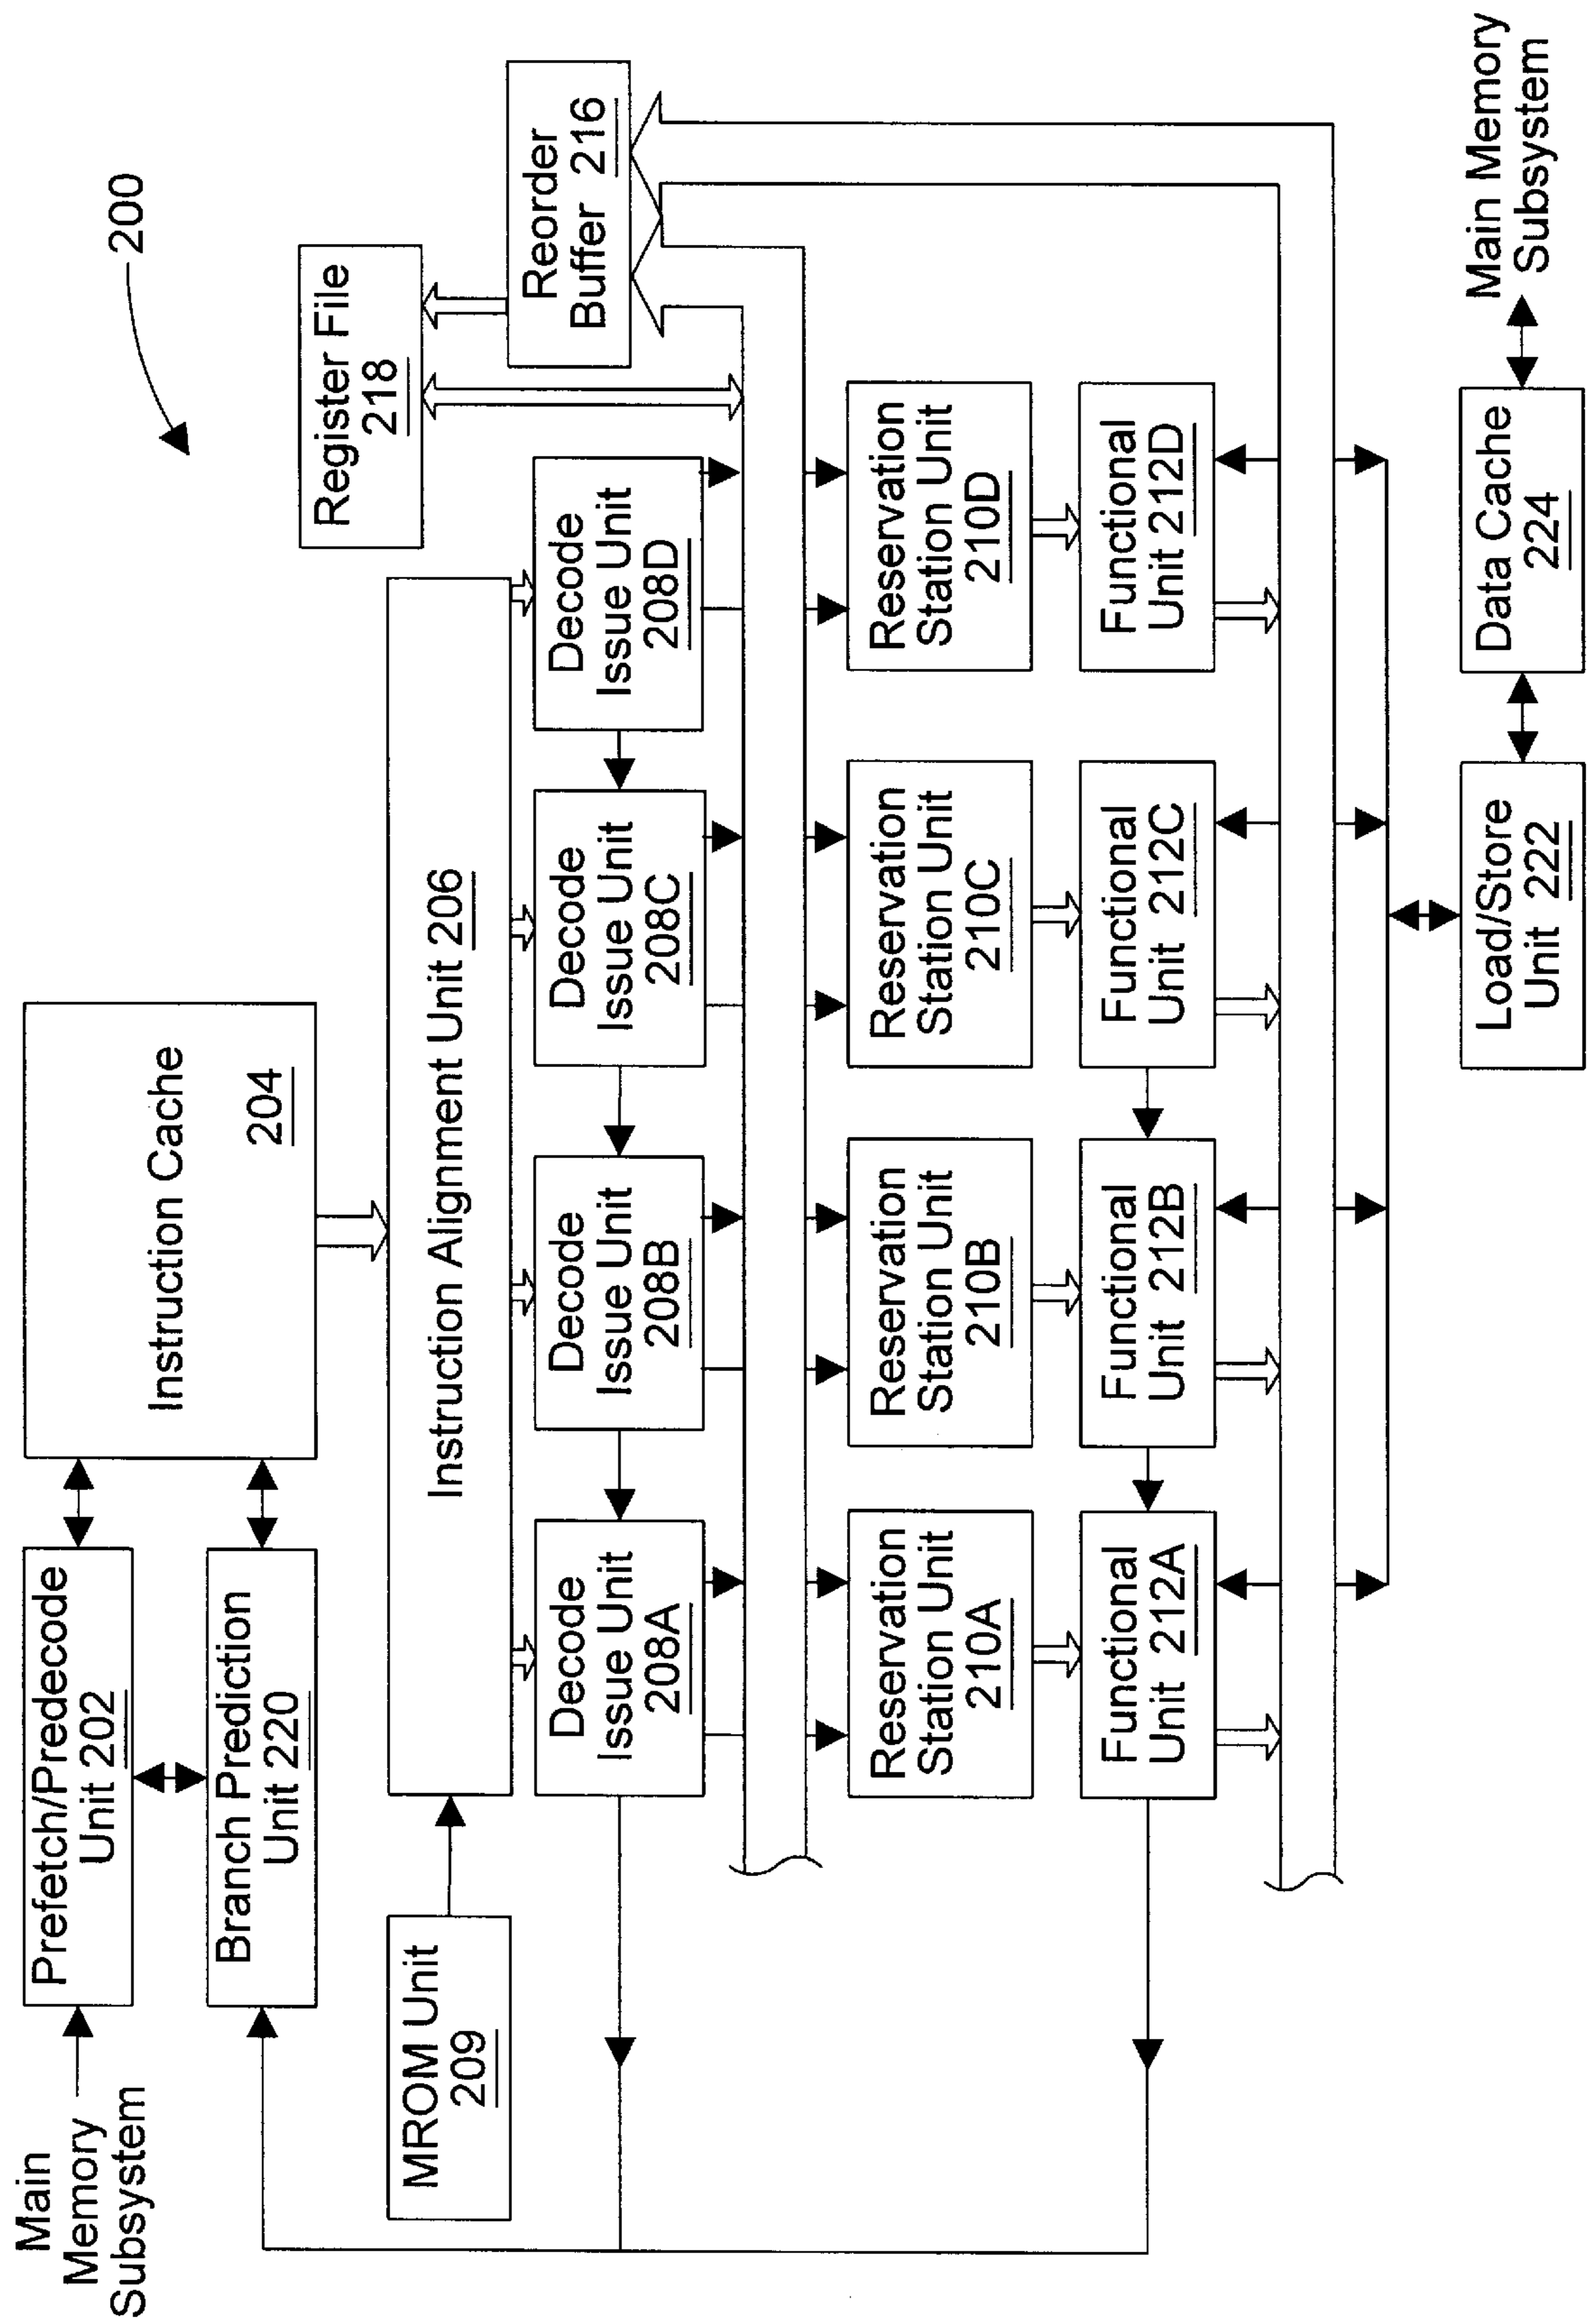 200
Main
Memory
Subsystem
Prefetch/Predecode
Unit 202
Branch Prediction
Unit 220
Instruction Cache
204
Register File
218
MROM Unit
209
Instruction Alignment Unit 206
Reorder
Buffer 216
Decode
Issue Unit
208A
Decode
Issue Unit
208B
Decode
Issue Unit
208C
Decode
Issue Unit
208D
Reservation
Station Unit
210A
Reservation
Station Unit
210B
Reservation
Station Unit
210C
Reservation
Station Unit
210D
Functional
Unit 212A
Functional
Unit 212B
Functional
Unit 212C
Functional
Unit 212D
Load/Store
Unit 222
Data Cache
224
Main Memory
Subsystem